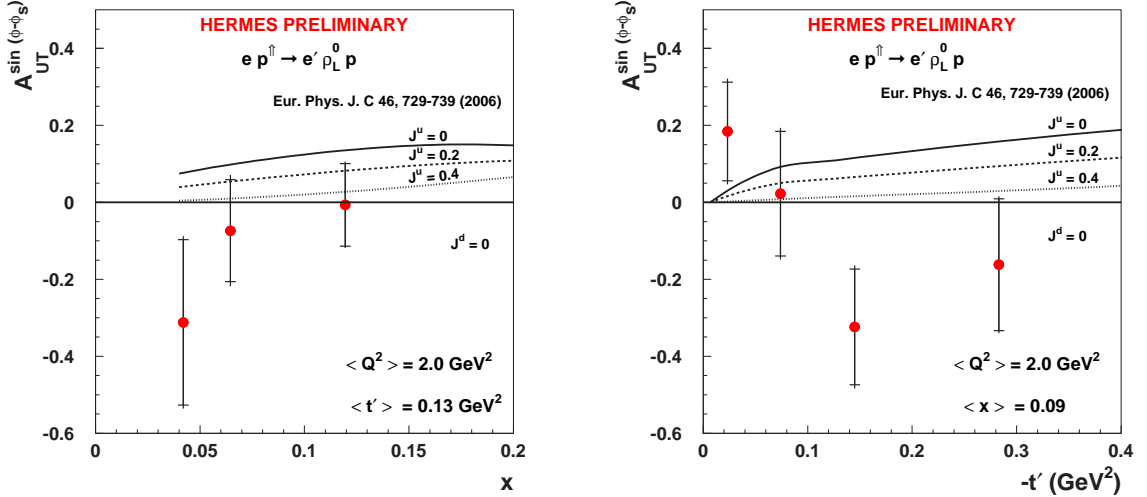 HERMES PRELIMINARY
e p⇑ → e′ ρ_L^0 p
Eur. Phys. J. C 46, 729-739 (2006)
A_UT^sin (ϕ-ϕ_s)
0.4
0.2
0
-0.2
-0.4
-0.6
J^u = 0
J^u = 0.2
J^u = 0.4
J^d = 0
< Q^2 > = 2.0 GeV^2
< t′ > = 0.13 GeV^2
0 0.05 0.1 0.15 0.2
x
HERMES PRELIMINARY
e p⇑ → e′ ρ_L^0 p
Eur. Phys. J. C 46, 729-739 (2006)
A_UT^sin (ϕ-ϕ_s)
0.4
0.2
0
-0.2
-0.4
-0.6
J^u = 0
J^u = 0.2
J^u = 0.4
J^d = 0
< Q^2 > = 2.0 GeV^2
< x > = 0.09
0 0.1 0.2 0.3 0.4
-t′ (GeV^2)